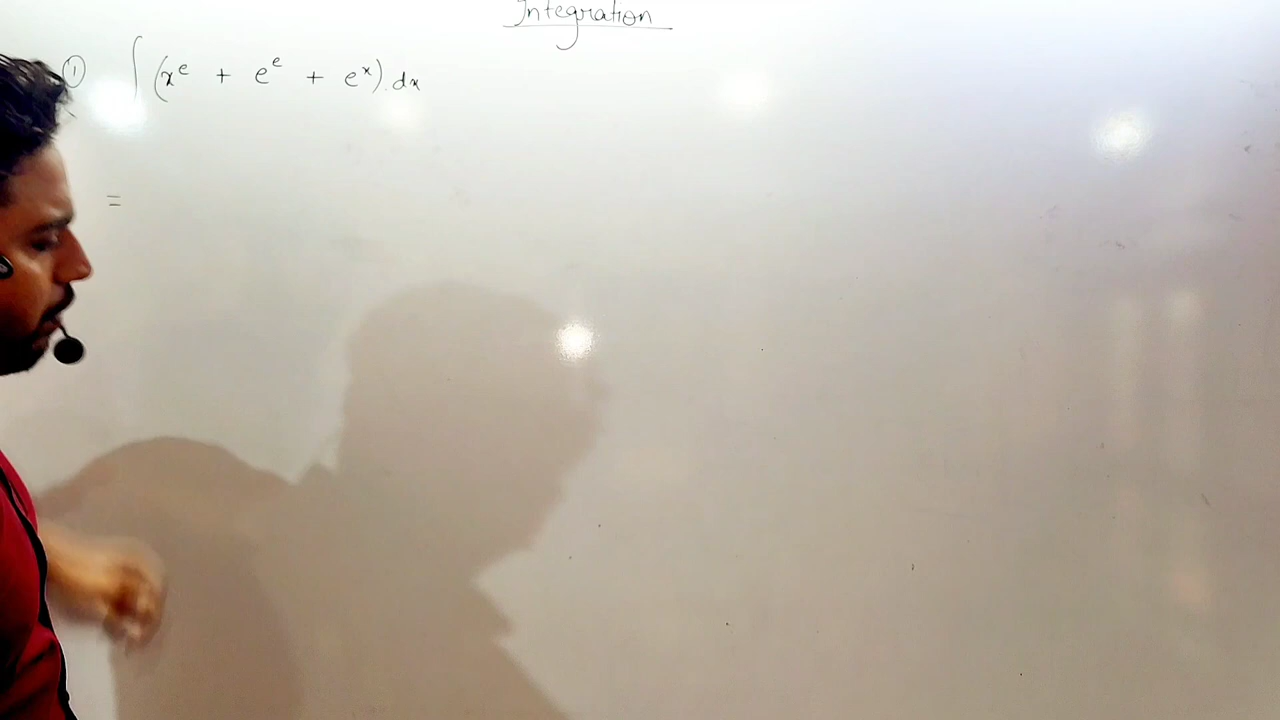 Integration
① ∫ (x^e + e^e + e^x).dx
=